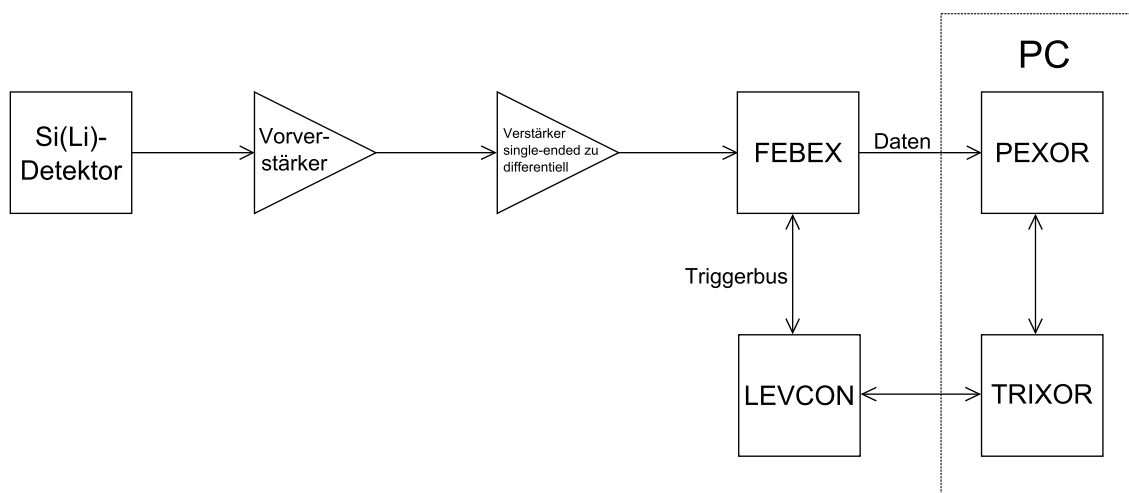 PC
Si(Li)-
Detektor
Vorver-
stärker
Verstärker
single-ended zu
differentiell
FEBEX
Daten
PEXOR
Triggerbus
LEVCON
TRIXOR